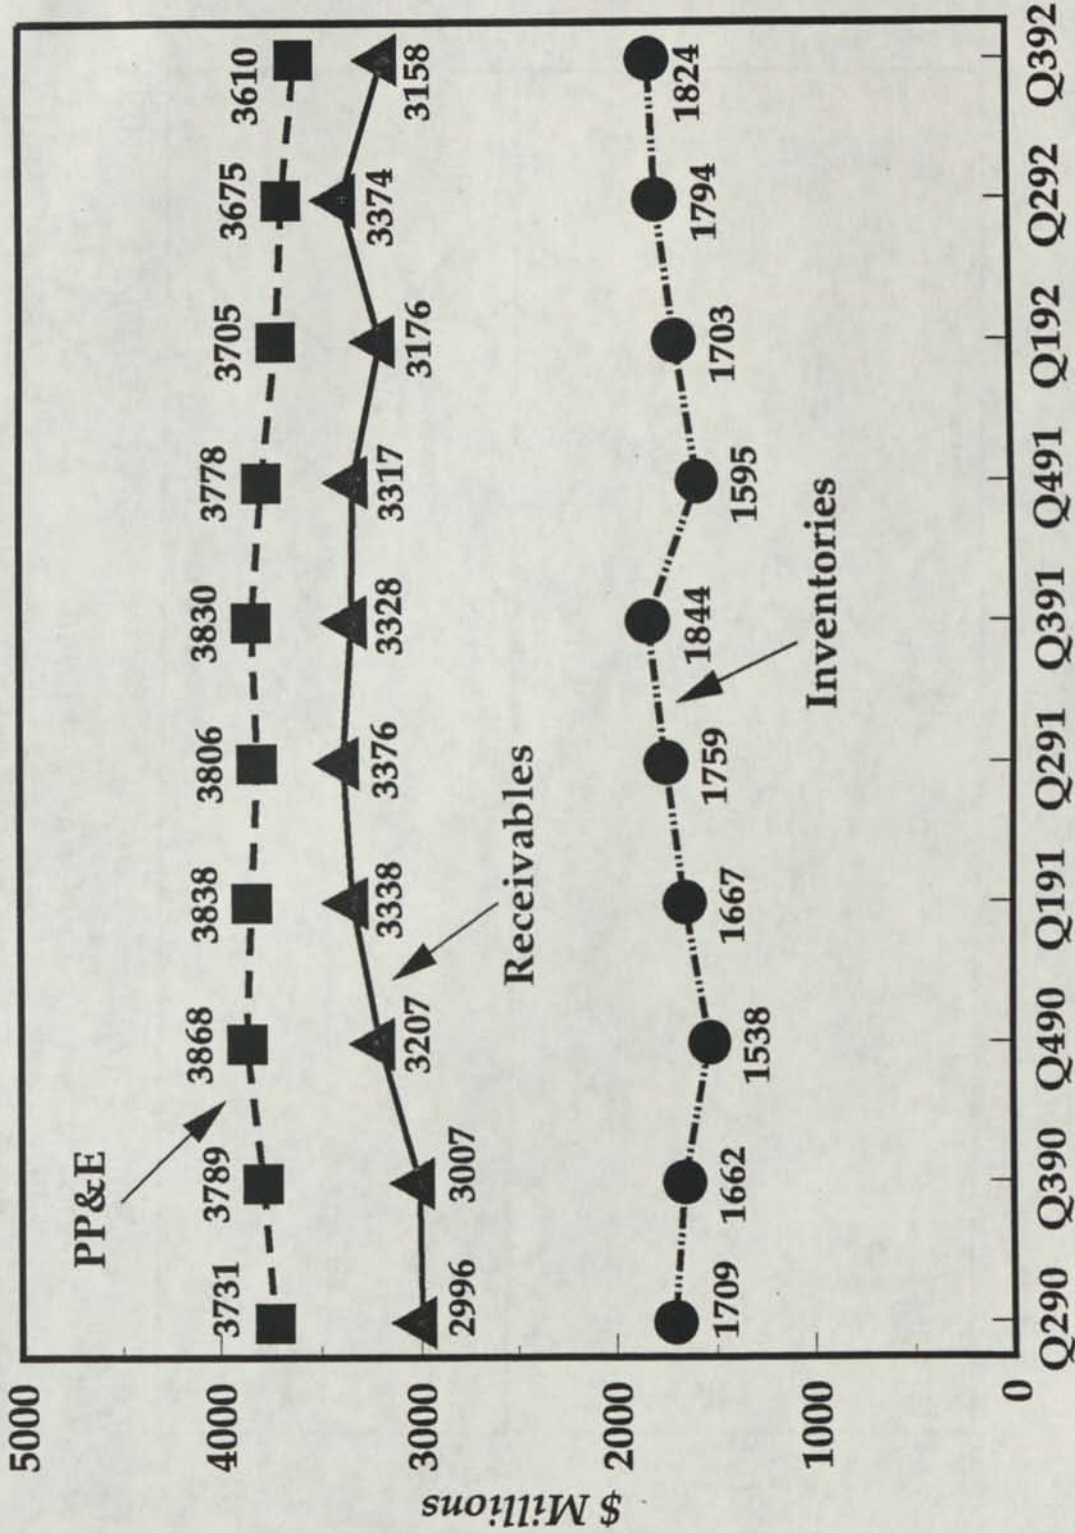 5000
4000
3000
2000
1000
0
$ Millions
PP&E
3731 3789 3868 3838 3806 3830 3778 3705 3675 3610
2996 3007 3207 3338 3376 3328 3317 3176 3374 3158
Receivables
1709 1662 1538 1667 1759 1844 1595 1703 1794 1824
Inventories
Q290 Q390 Q490 Q191 Q291 Q391 Q491 Q192 Q292 Q392